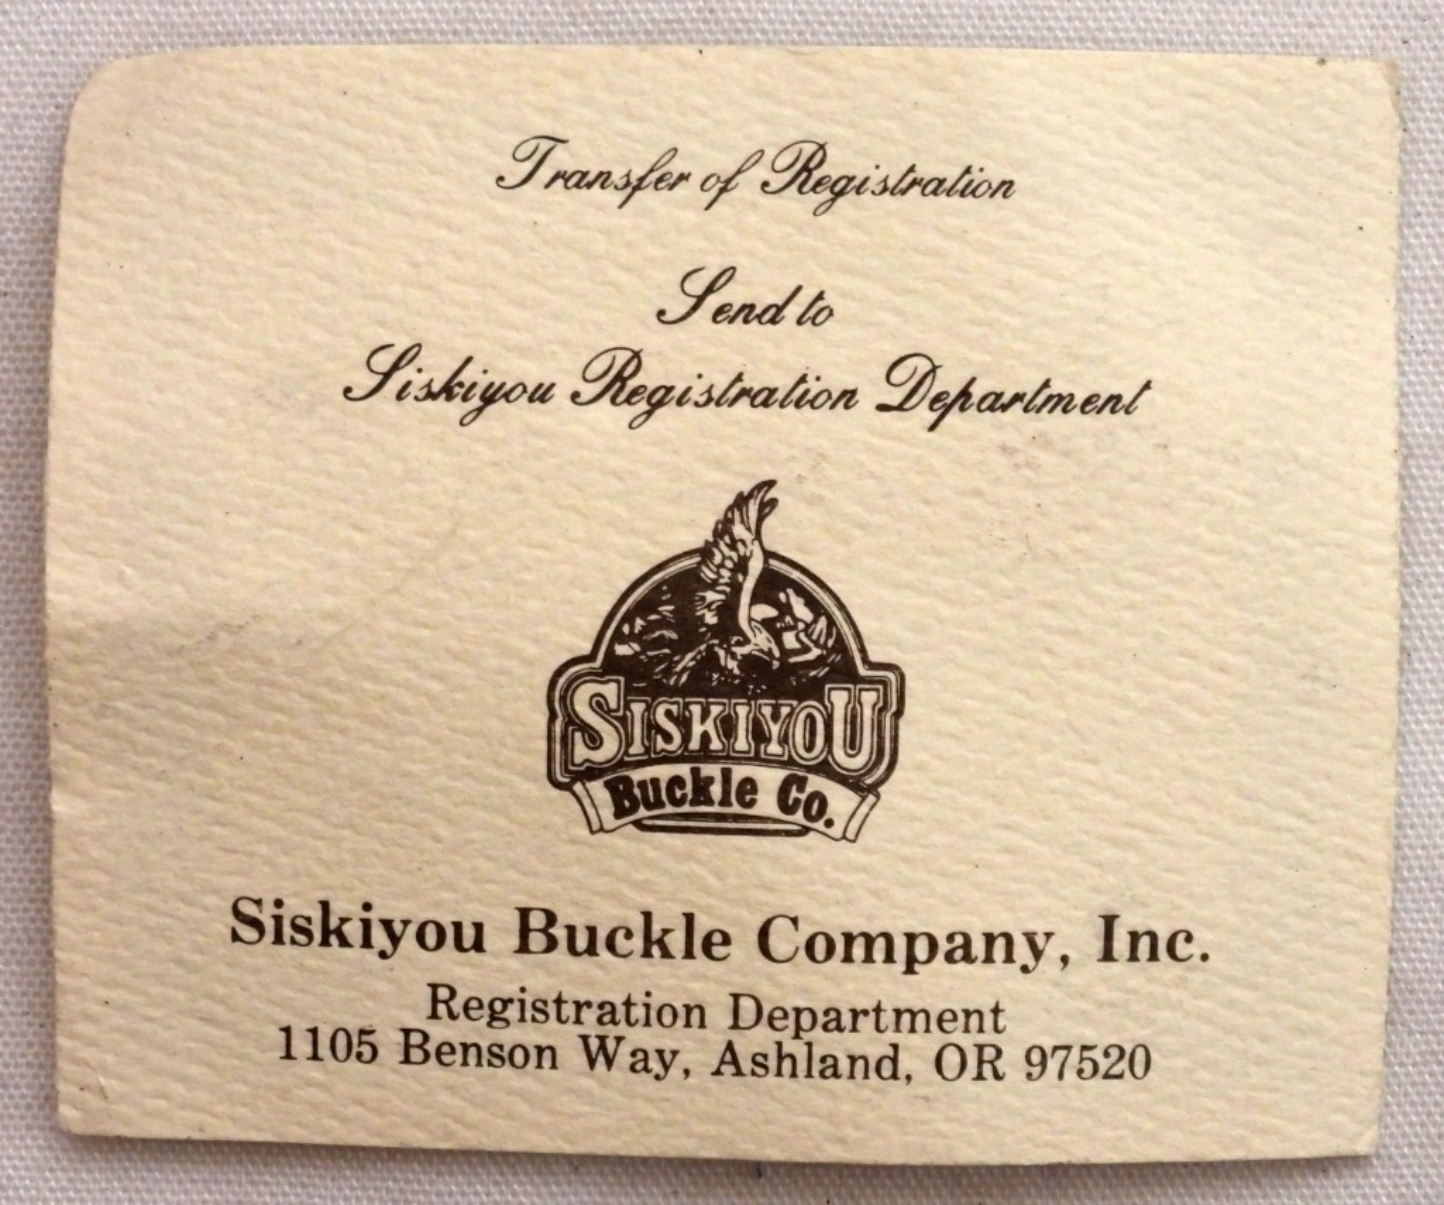 Transfer of Registration
Send to
Siskiyou Registration Department
SISKIYOU
Buckle Co.
Siskiyou Buckle Company, Inc.
Registration Department
1105 Benson Way, Ashland, OR 97520